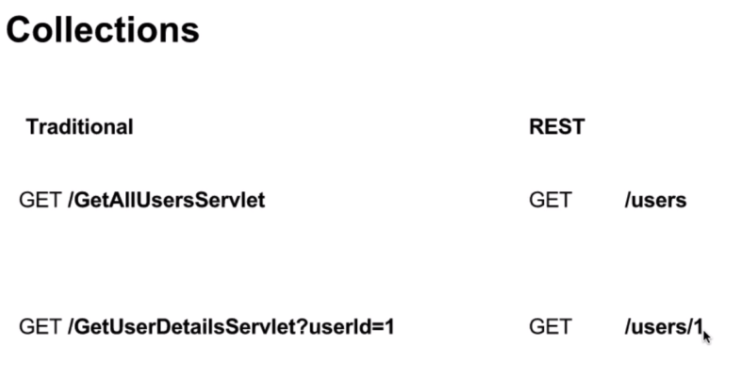 Collections
Traditional REST
GET /GetAllUsersServlet GET /users
GET /GetUserDetailsServlet?userId=1 GET /users/1